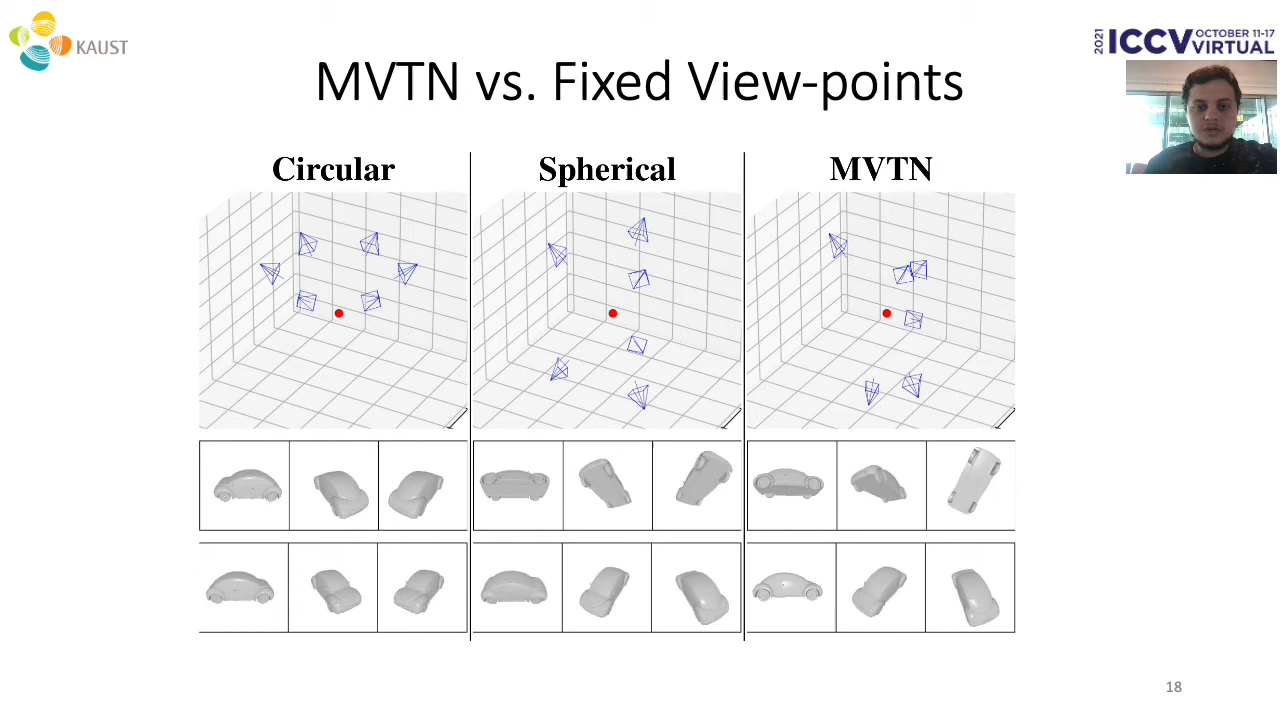 KAUST
2021 ICCV OCTOBER 11-17 VIRTUAL
MVTN vs. Fixed View-points
Circular
Spherical
MVTN
18